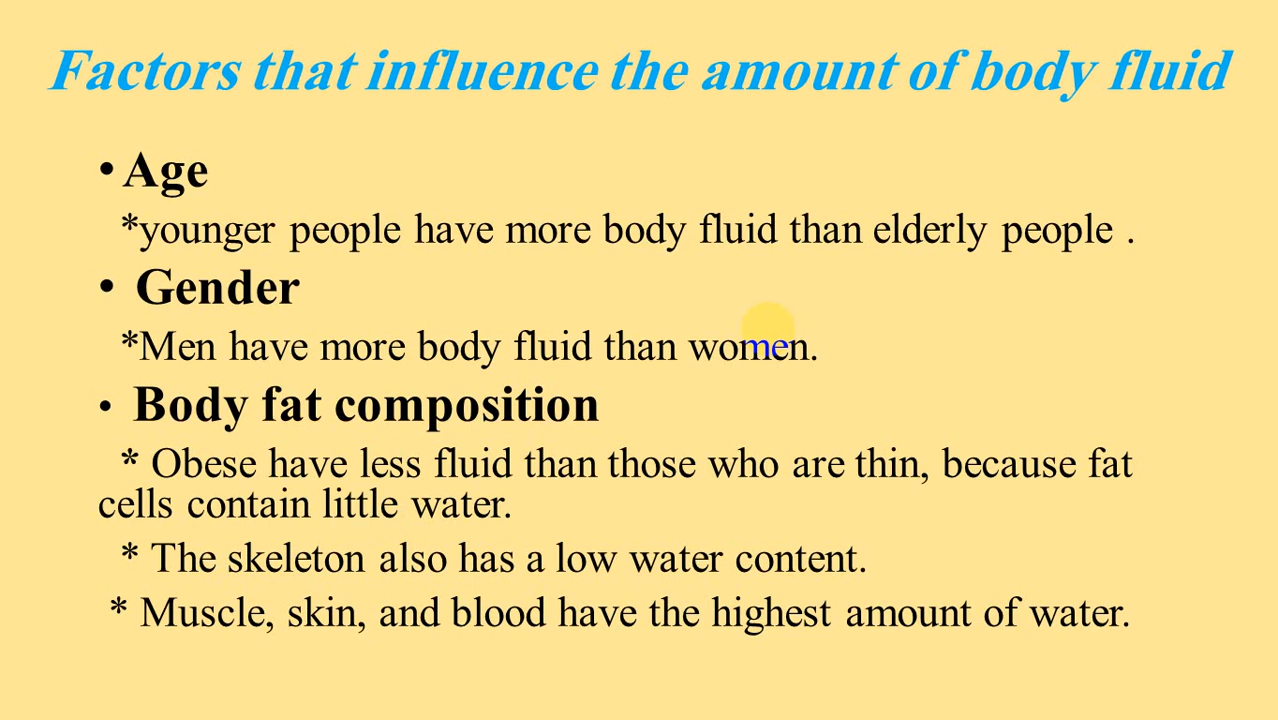 Factors that influence the amount of body fluid
• Age
*younger people have more body fluid than elderly people .
• Gender
*Men have more body fluid than women.
• Body fat composition
* Obese have less fluid than those who are thin, because fat
cells contain little water.
* The skeleton also has a low water content.
* Muscle, skin, and blood have the highest amount of water.